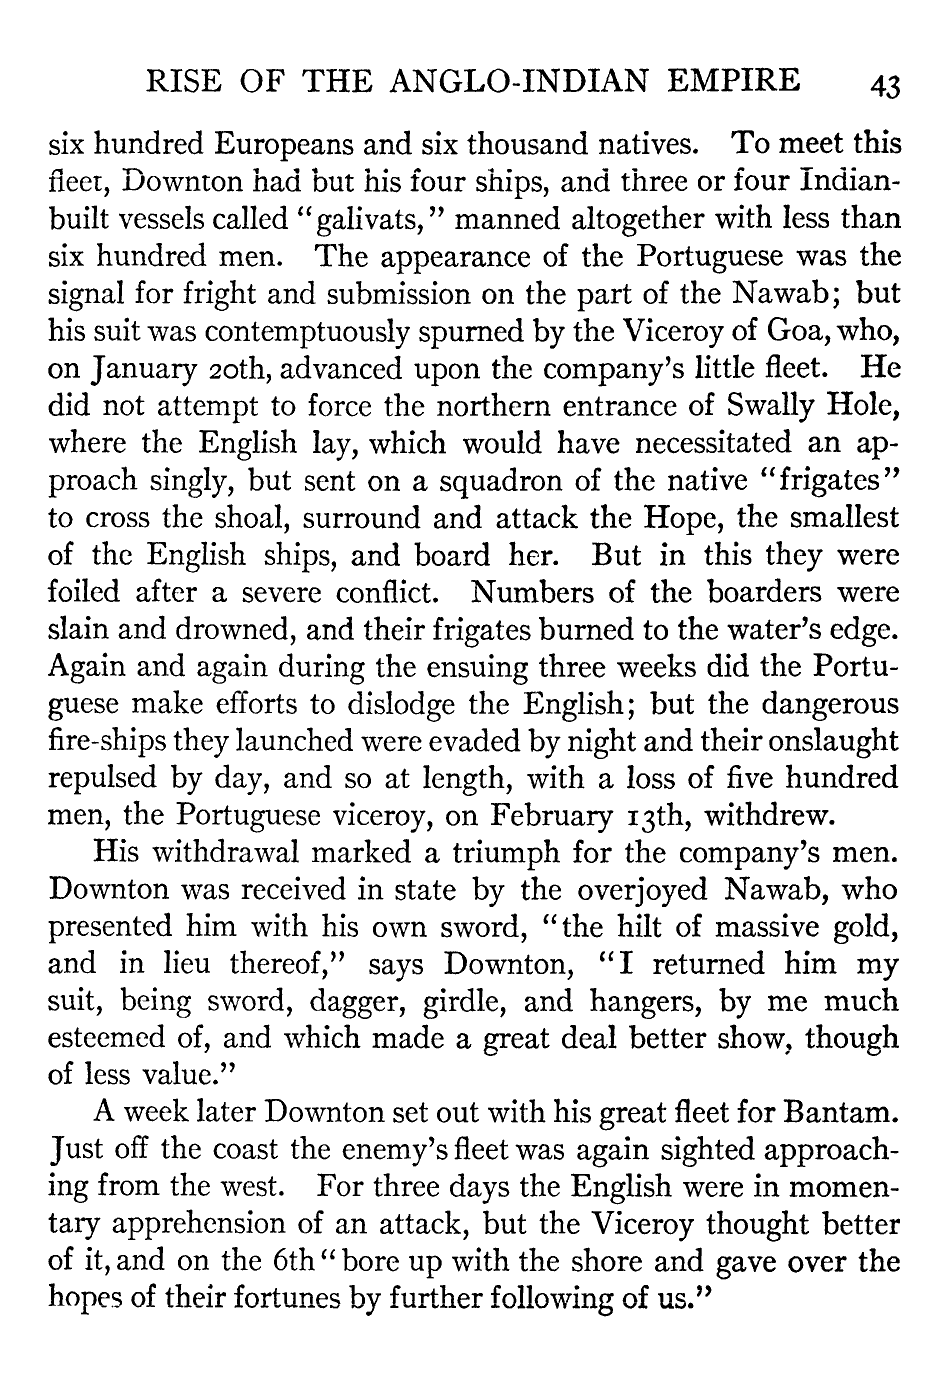 RISE OF THE ANGLO-INDIAN EMPIRE 43
six hundred Europeans and six thousand natives. To meet this
fleet, Downton had but his four ships, and three or four Indian-
built vessels called "galivats," manned altogether with less than
six hundred men. The appearance of the Portuguese was the
signal for fright and submission on the part of the Nawab; but
his suit was contemptuously spurned by the Viceroy of Goa, who,
on January 20th, advanced upon the company's little fleet. He
did not attempt to force the northern entrance of Swally Hole,
where the English lay, which would have necessitated an ap-
proach singly, but sent on a squadron of the native "frigates"
to cross the shoal, surround and attack the Hope, the smallest
of the English ships, and board her. But in this they were
foiled after a severe conflict. Numbers of the boarders were
slain and drowned, and their frigates burned to the water's edge.
Again and again during the ensuing three weeks did the Portu-
guese make efforts to dislodge the English; but the dangerous
fire-ships they launched were evaded by night and their onslaught
repulsed by day, and so at length, with a loss of five hundred
men, the Portuguese viceroy, on February 13th, withdrew.
His withdrawal marked a triumph for the company's men.
Downton was received in state by the overjoyed Nawab, who
presented him with his own sword, "the hilt of massive gold,
and in lieu thereof," says Downton, "I returned him my
suit, being sword, dagger, girdle, and hangers, by me much
esteemed of, and which made a great deal better show, though
of less value."
A week later Downton set out with his great fleet for Bantam.
Just off the coast the enemy's fleet was again sighted approach-
ing from the west. For three days the English were in momen-
tary apprehension of an attack, but the Viceroy thought better
of it, and on the 6th "bore up with the shore and gave over the
hopes of their fortunes by further following of us."